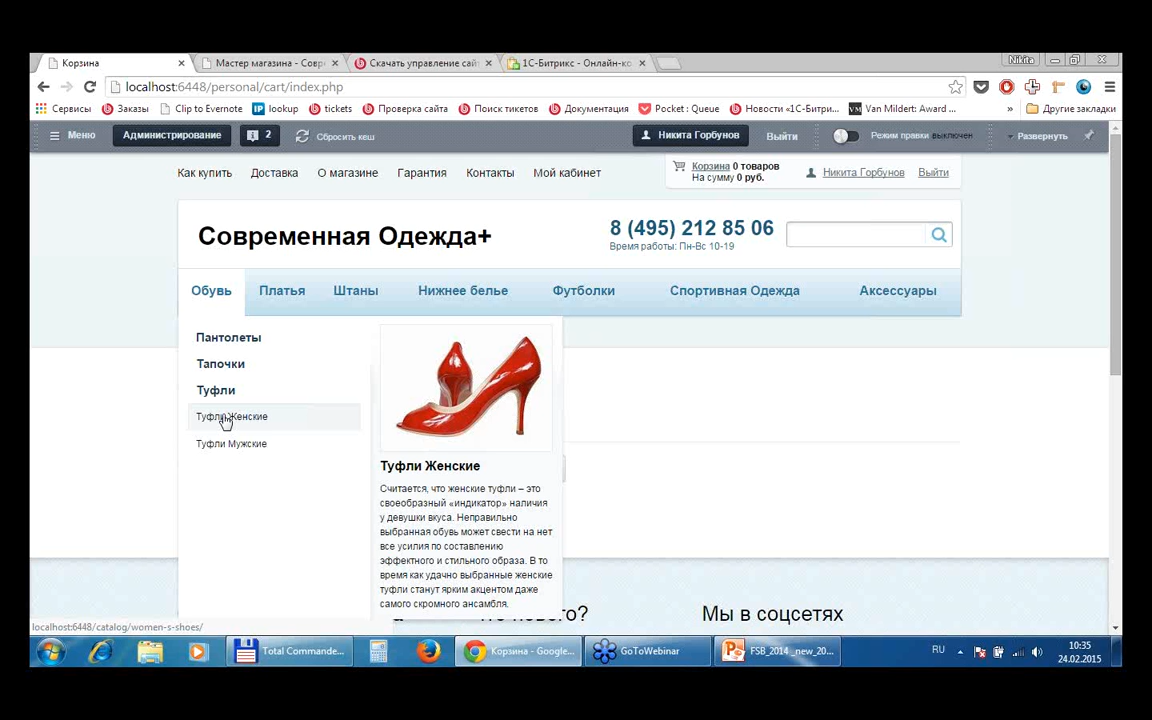 Корзина
Мастер магазина - Совр
Скачать управление сай
1С-Битрикс - Онлайн-ко
Nikita
localhost:6448/personal/cart/index.php
Сервисы
Заказы
Clip to Evernote
lookup
tickets
Проверка сайта
Поиск тикетов
Документация
Pocket : Queue
Новости «1С-Битри...
Van Mildert: Award ...
»
Другие закладки
Меню
Администрирование
2
Сбросить кеш
Никита Горбунов
Выйти
Режим правки выключен
Развернуть
Как купить
Доставка
О магазине
Гарантия
Контакты
Мой кабинет
Корзина 0 товаров
На сумму 0 руб.
Никита Горбунов
Выйти
Современная Одежда+
8 (495) 212 85 06
Время работы: Пн-Вс 10-19
Обувь
Платья
Штаны
Нижнее белье
Футболки
Спортивная Одежда
Аксессуары
Пантолеты
Тапочки
Туфли
Туфли Женские
Туфли Мужские
Туфли Женские
Считается, что женские туфли – это
своеобразный «индикатор» наличия
у девушки вкуса. Неправильно
выбранная обувь может свести на нет
все усилия по составлению
эффектного и стильного образа. В то
время как удачно выбранные женские
туфли станут ярким акцентом даже
самого скромного ансамбля.
нового?
Мы в соцсетях
localhost:6448/catalog/women-s-shoes/
Total Commande...
Корзина - Google...
GoToWebinar
FSB_2014 _new_20...
RU
10:35
24.02.2015